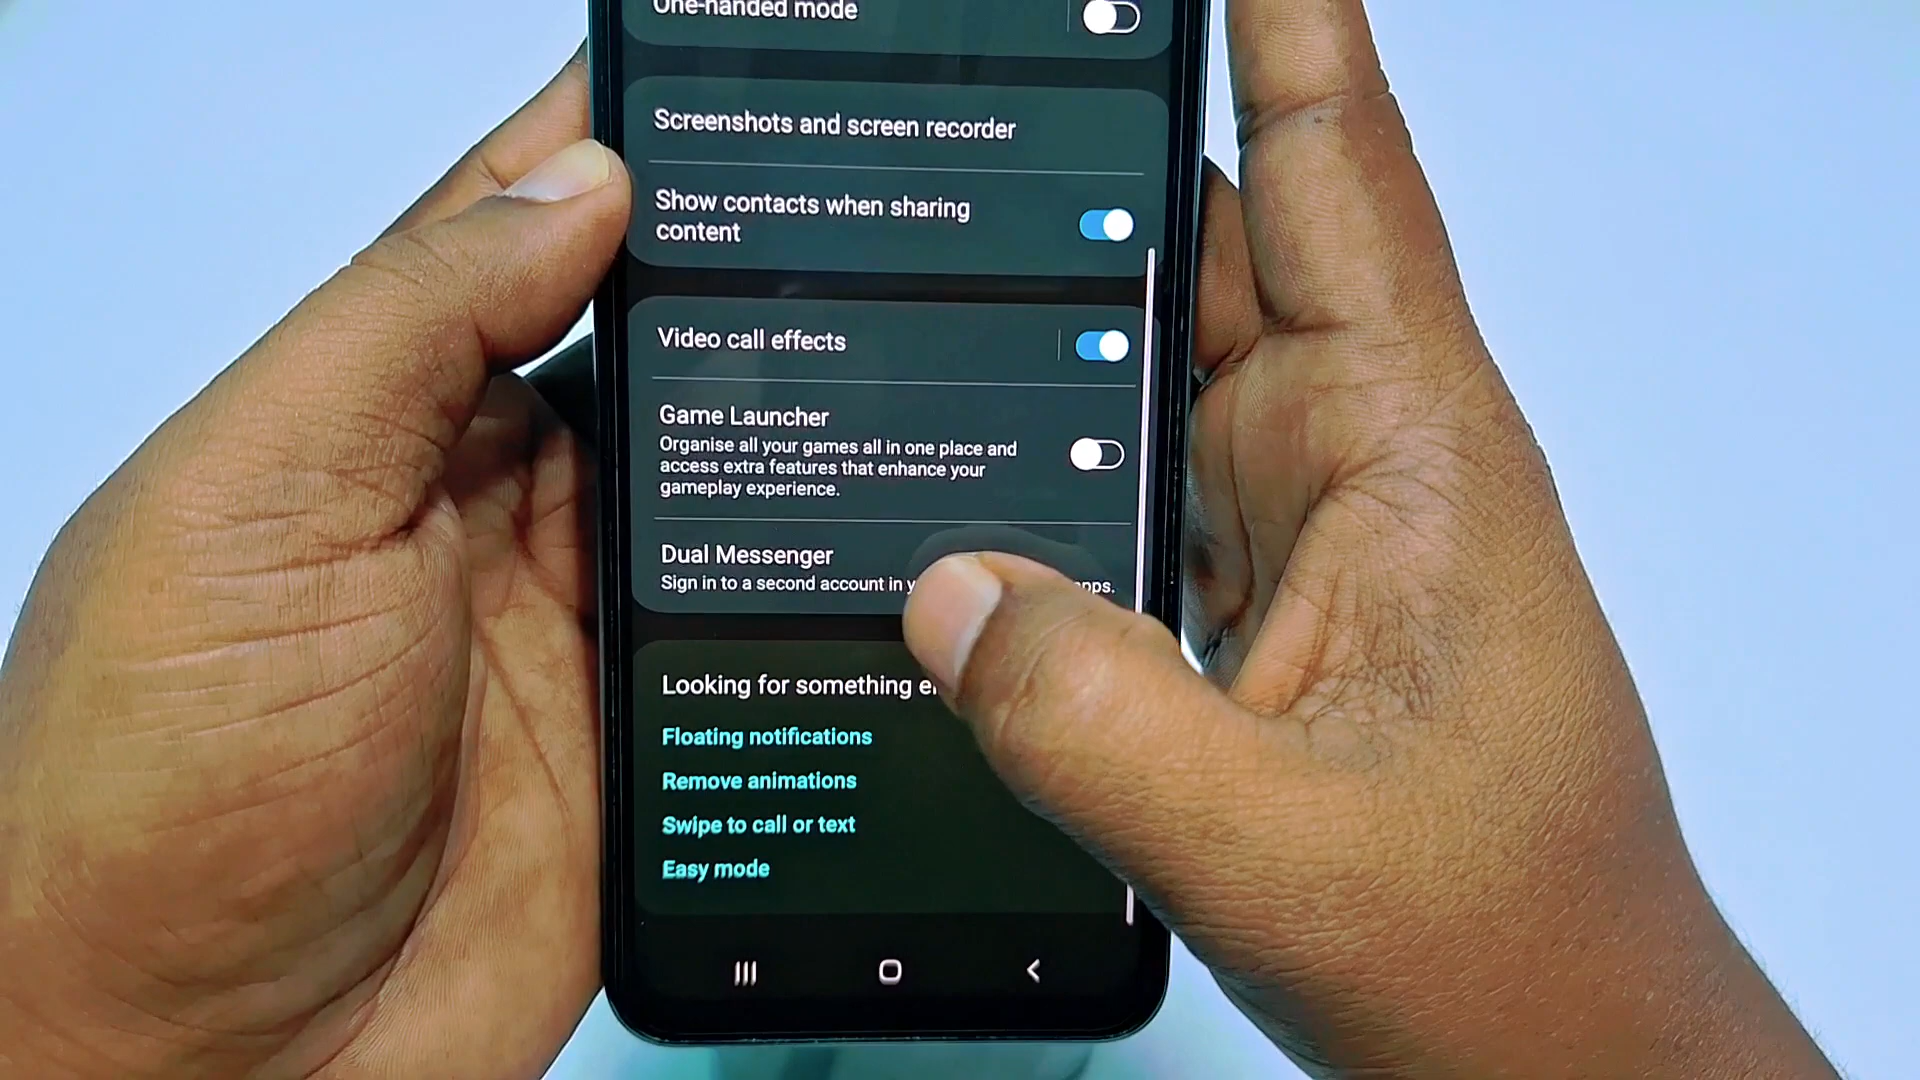 One-handed mode
Screenshots and screen recorder
Show contacts when sharing
content
Video call effects
Game Launcher
Organise all your games all in one place and
access extra features that enhance your
gameplay experience.
Dual Messenger
Sign in to a second account in
Looking for something
Floating notifications
Remove animations
Swipe to call or text
Easy mode